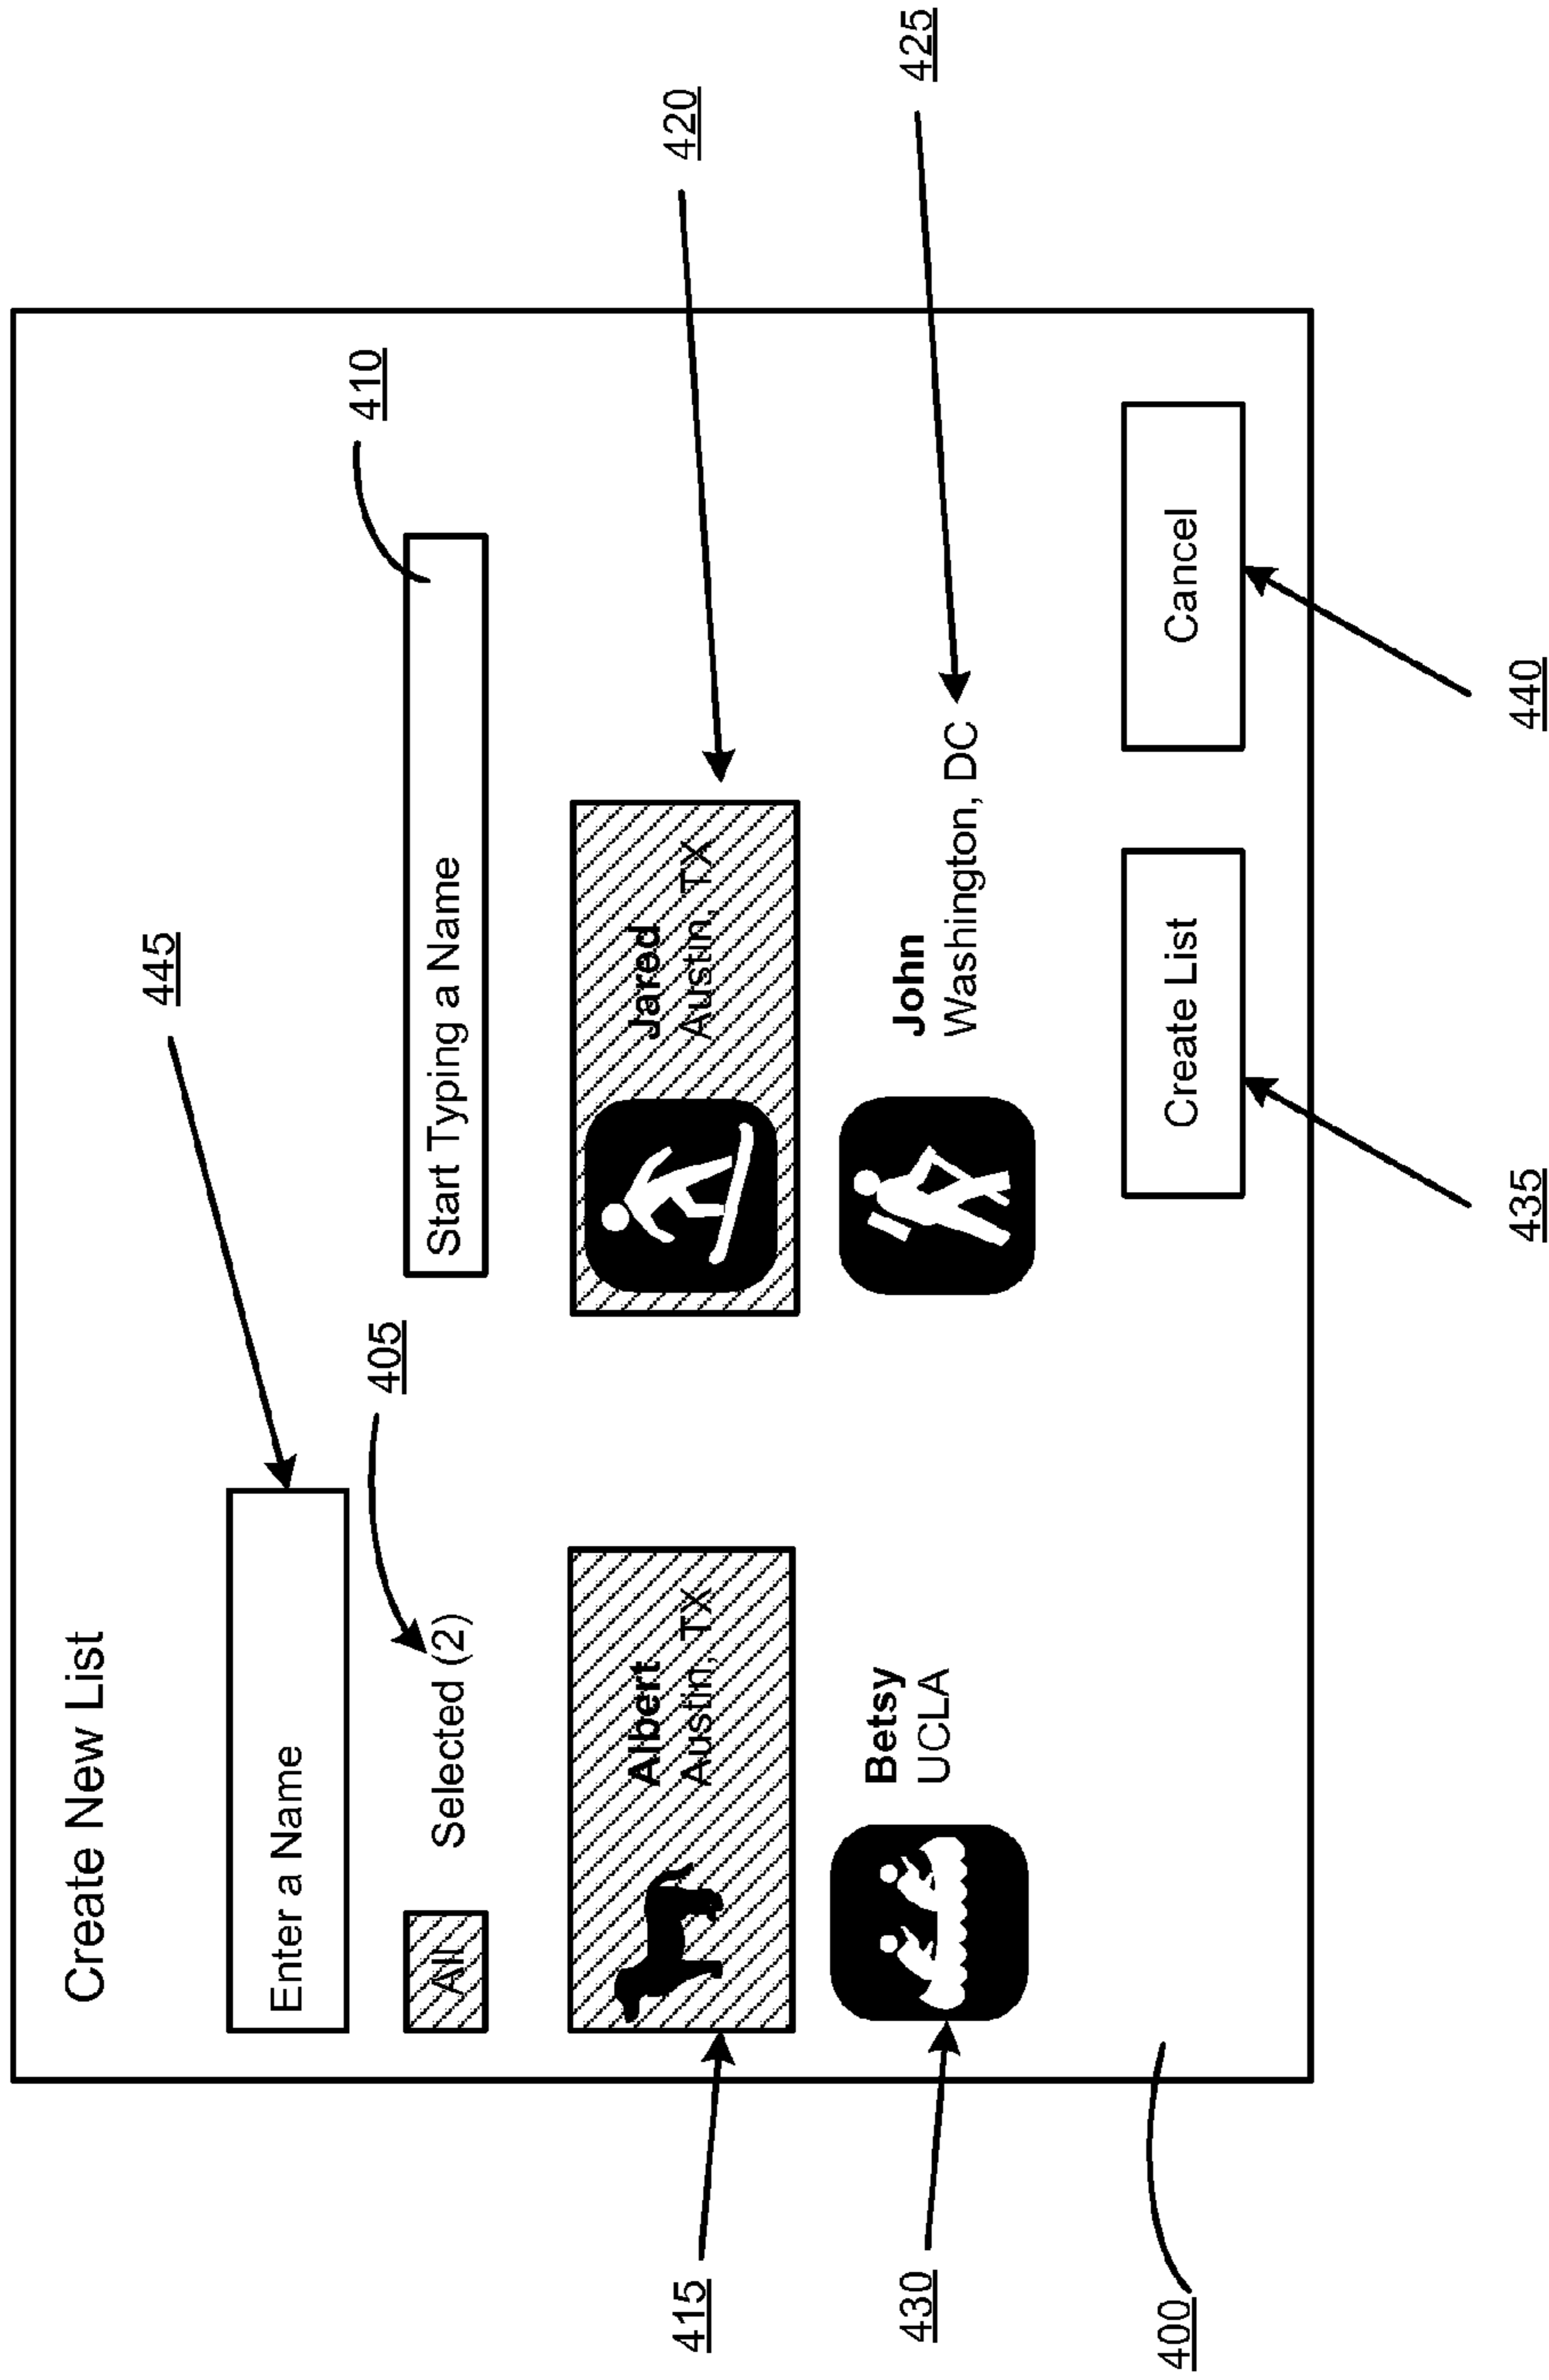 Create New List
445
Enter a Name
405
410
All
Selected (2)
Start Typing a Name
420
415
Albert
Austin, TX
Jared
Austin, TX
425
430
Betsy
UCLA
John
Washington, DC
400
Create List
Cancel
435
440